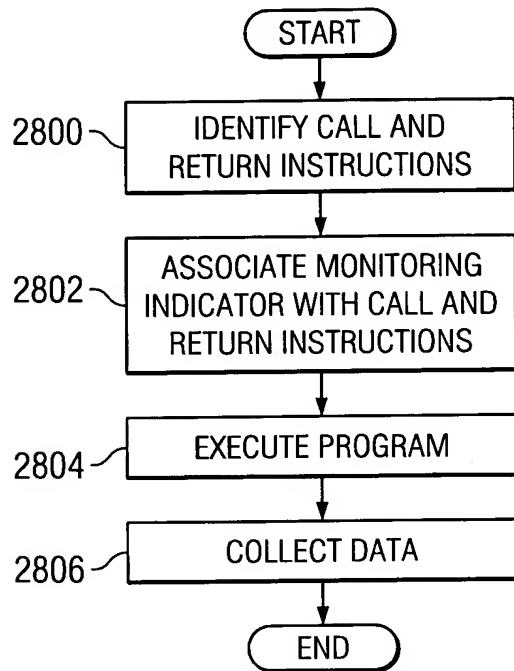 START
2800
IDENTIFY CALL AND
RETURN INSTRUCTIONS
2802
ASSOCIATE MONITORING
INDICATOR WITH CALL AND
RETURN INSTRUCTIONS
2804
EXECUTE PROGRAM
2806
COLLECT DATA
END